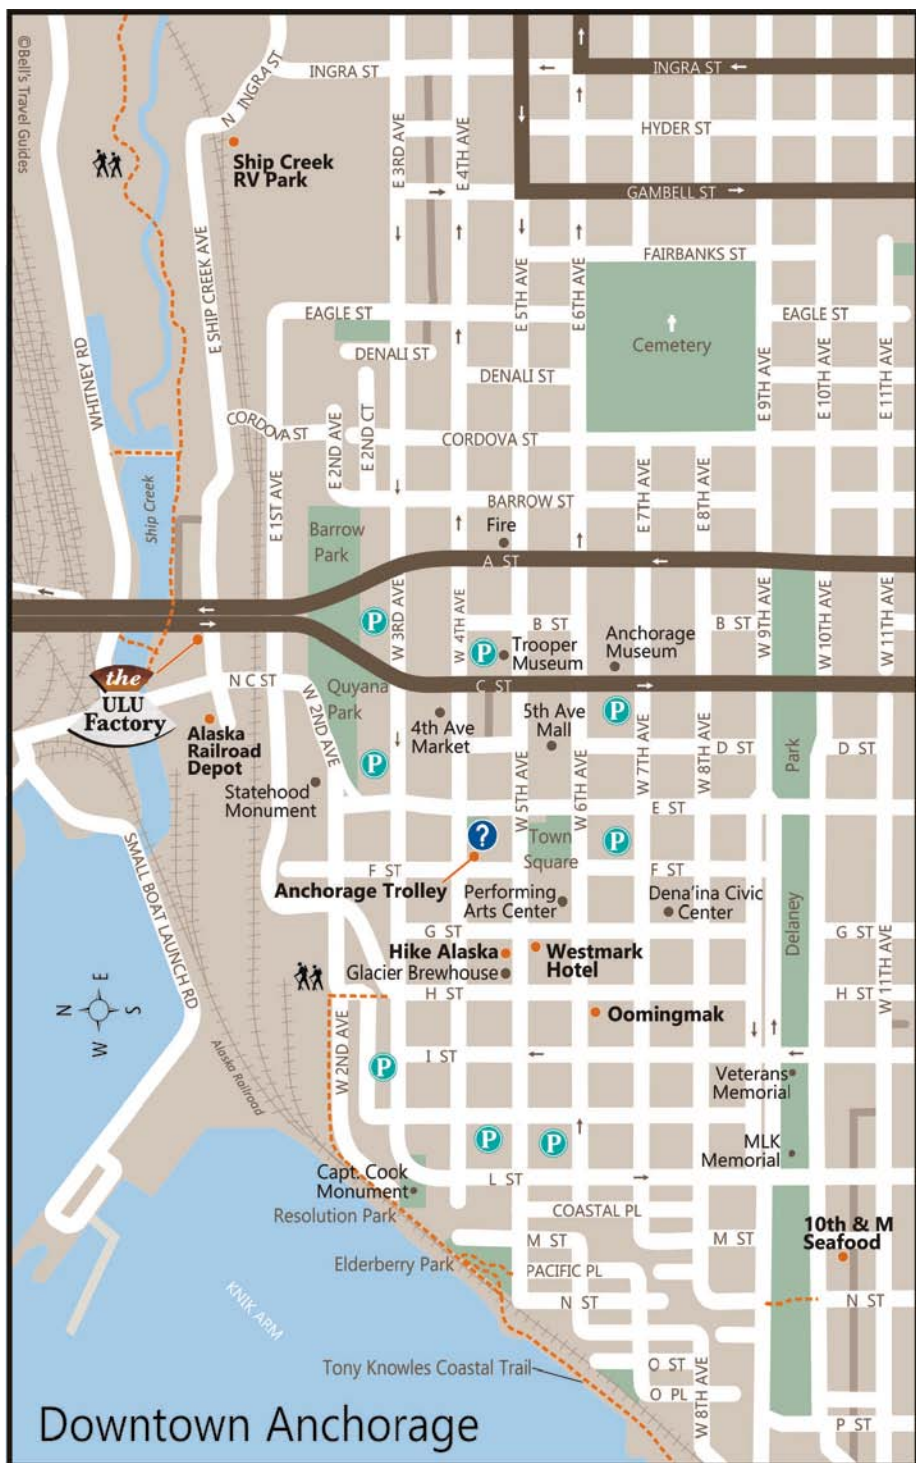 ©Bell's Travel Guides
N INGRA ST
INGRA ST
INGRA ST
E 3RD AVE
E 4TH AVE
HYDER ST
Ship Creek
RV Park
GAMBELL ST
E SHIP CREEK AVE
FAIRBANKS ST
E 5TH AVE
E 6TH AVE
EAGLE ST
EAGLE ST
WHITNEY RD
Cemetery
DENALI ST
DENALI ST
E 9TH AVE
E 10TH AVE
E 11TH AVE
CORDOVA ST
E 2ND AVE
E 2ND CT
CORDOVA ST
E 1ST AVE
Ship Creek
E 7TH AVE
E 8TH AVE
BARROW ST
Barrow
Park
Fire
A ST
W 3RD AVE
W 4TH AVE
P
B ST
B ST
W 9TH AVE
W 10TH AVE
W 11TH AVE
P
Trooper
Museum
Anchorage
Museum
the
ULU
Factory
N C ST
W 2ND AVE
Quyana
Park
C ST
Alaska
Railroad
Depot
4th Ave
Market
5th Ave
Mall
P
W 7TH AVE
W 8TH AVE
D ST
D ST
Park
P
Statehood
Monument
W 5TH AVE
W 6TH AVE
E ST
SMALL BOAT LAUNCH RD
?
Town
Square
P
F ST
F ST
Anchorage Trolley
Performing
Arts Center
Dena'ina Civic
Center
Delaney
G ST
G ST
Hike Alaska
Glacier Brewhouse
Westmark
Hotel
W 11TH AVE
H ST
H ST
N
E
S
W
Oomingmak
W 2ND AVE
Alaska Railroad
I ST
P
Veterans
Memorial
P
P
MLK
Memorial
Capt. Cook
Monument
L ST
Resolution Park
COASTAL PL
10th & M
Seafood
M ST
M ST
Elderberry Park
PACIFIC PL
N ST
N ST
KNIK ARM
Tony Knowles Coastal Trail
O ST
O PL
W 8TH AVE
P ST
Downtown Anchorage